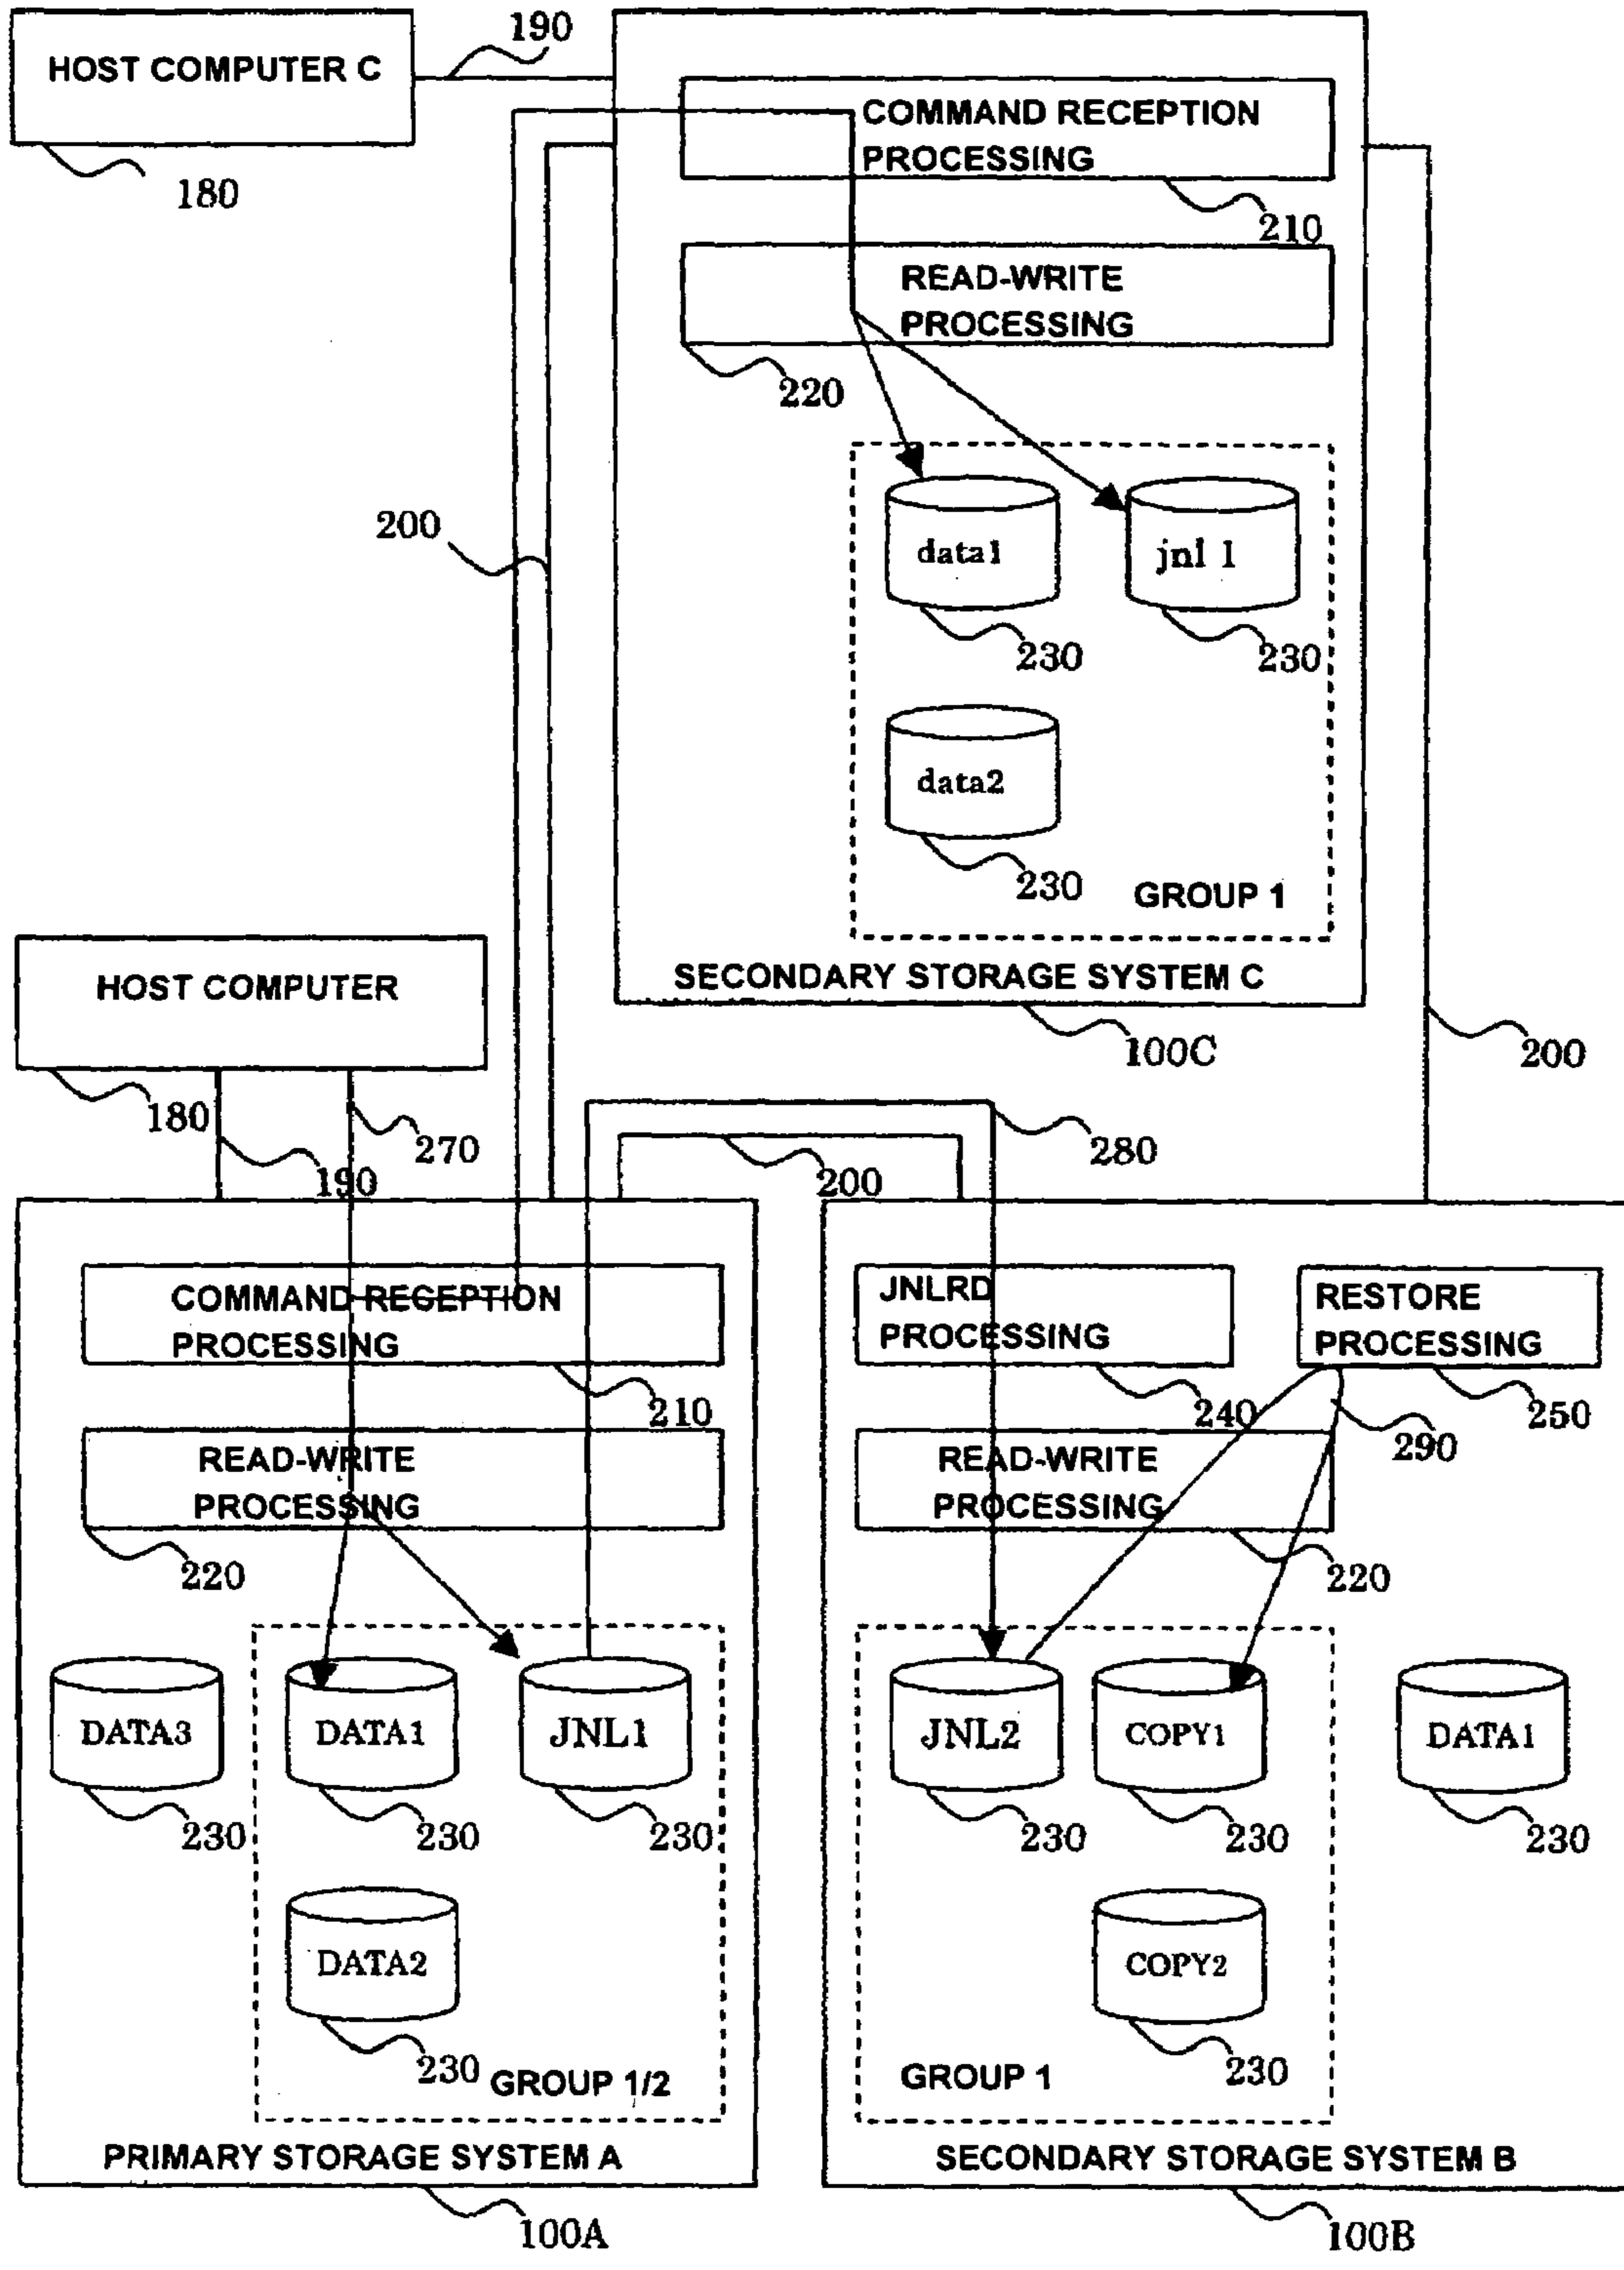 HOST COMPUTER C
190
180
COMMAND RECEPTION
PROCESSING
210
READ-WRITE
PROCESSING
220
200
data1
jnl 1
230
230
data2
230
GROUP 1
SECONDARY STORAGE SYSTEM C
100C
200
HOST COMPUTER
180
270
190
280
200
COMMAND RECEPTION
PROCESSING
210
READ-WRITE
PROCESSING
220
DATA3
DATA1
JNL1
230
230
230
DATA2
230
GROUP 1/2
PRIMARY STORAGE SYSTEM A
100A
JNLRD
PROCESSING
240
RESTORE
PROCESSING
250
290
READ-WRITE
PROCESSING
220
JNL2
COPY1
DATA1
230
230
230
COPY2
230
GROUP 1
SECONDARY STORAGE SYSTEM B
100B